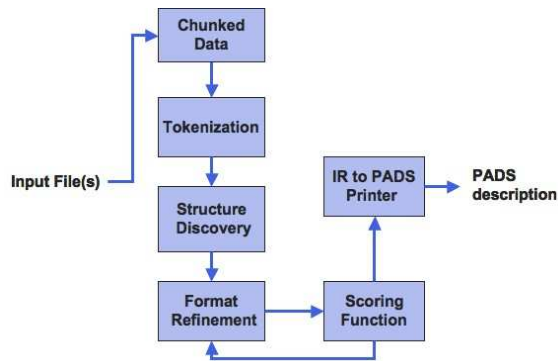 Chunked
Data
Tokenization
Input File(s)
Structure
Discovery
IR to PADS
Printer
PADS
description
Format
Refinement
Scoring
Function